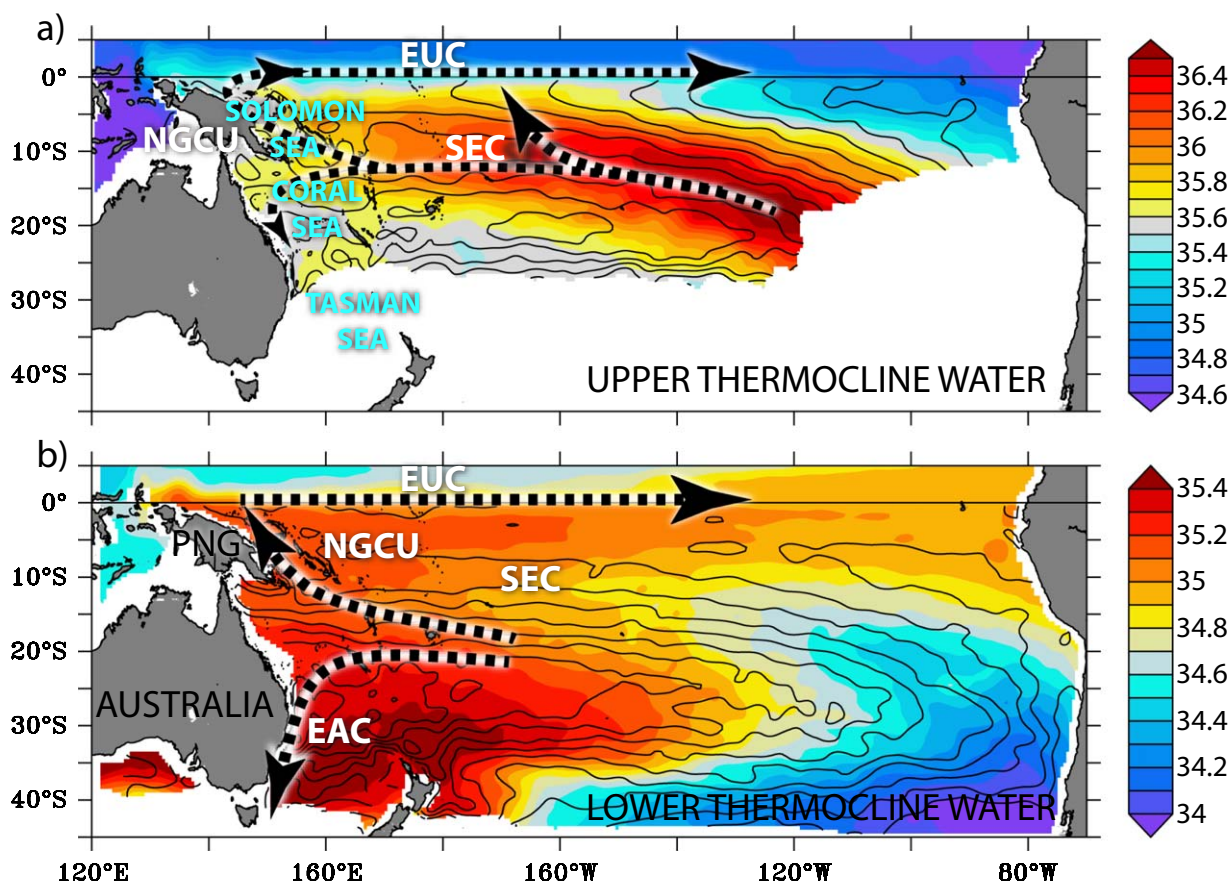 a)
EUC
0°
SOLOMON
SEA
NGCU
10°S
SEC
CORAL
SEA
20°S
30°S
TASMAN
SEA
40°S
UPPER THERMOCLINE WATER
36.4
36.2
36
35.8
35.6
35.4
35.2
35
34.8
34.6
b)
EUC
0°
PNG
NGCU
SEC
10°S
20°S
AUSTRALIA
30°S
EAC
40°S
LOWER THERMOCLINE WATER
35.4
35.2
35
34.8
34.6
34.4
34.2
34
120°E
160°E
160°W
120°W
80°W